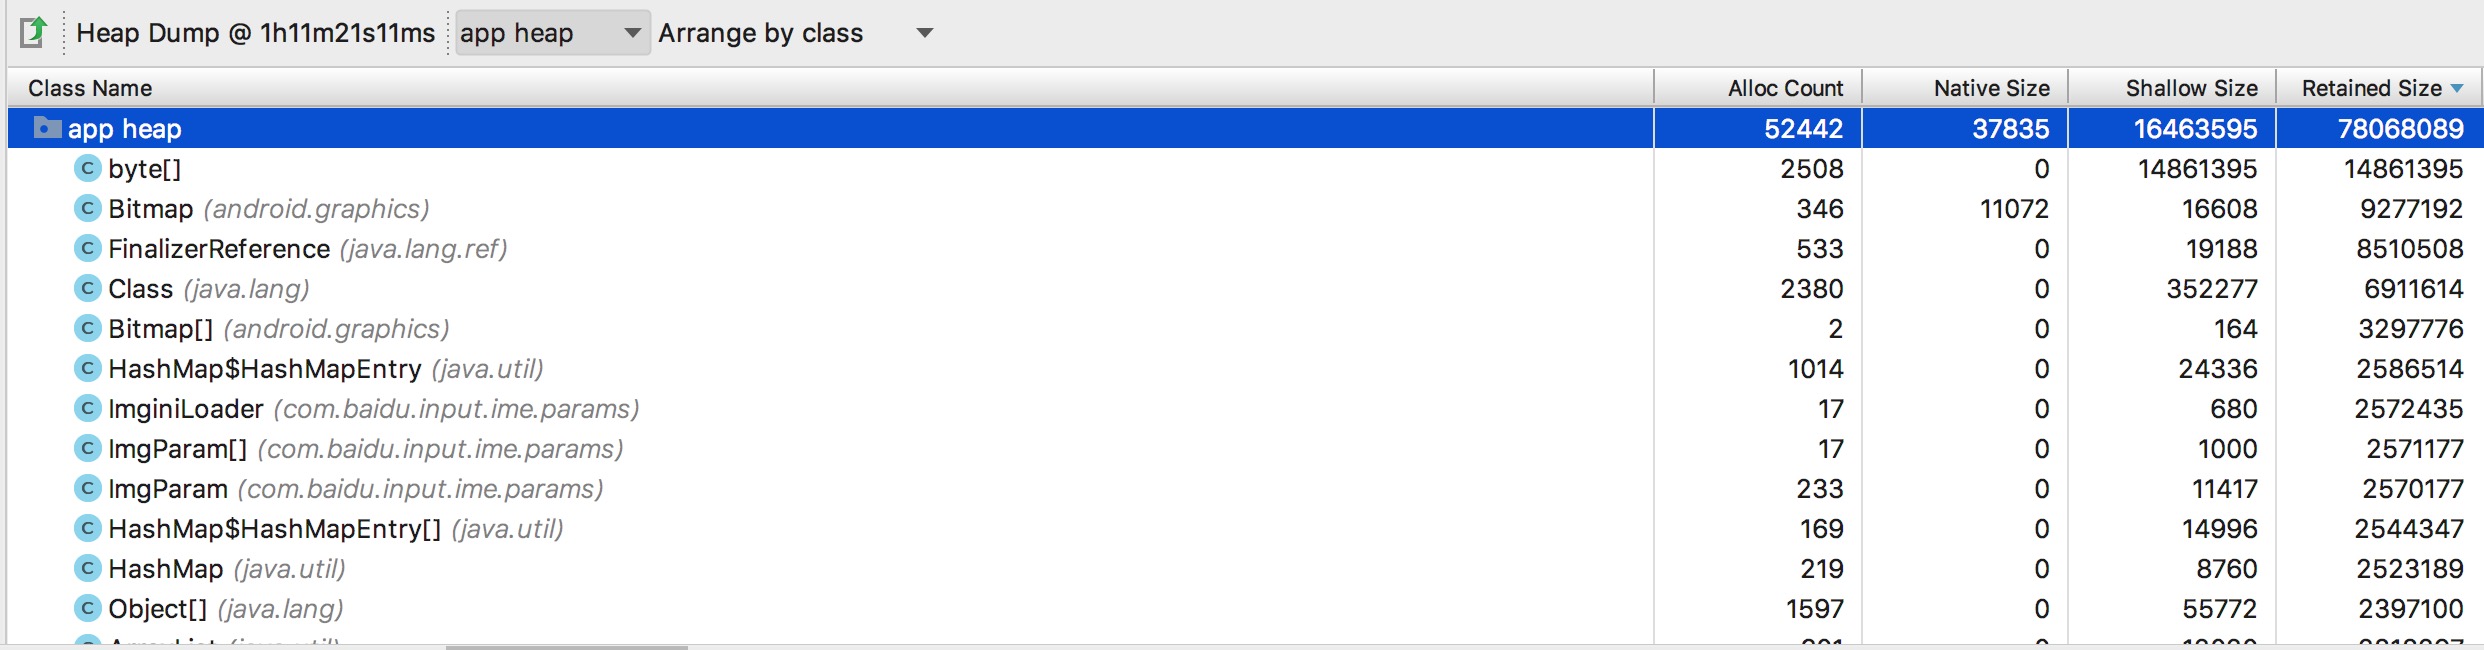 Heap Dump @ 1h11m21s11ms app heap Arrange by class
Class Name Alloc Count Native Size Shallow Size Retained Size
app heap 52442 37835 16463595 78068089
C byte[] 2508 0 14861395 14861395
C Bitmap (android.graphics) 346 11072 16608 9277192
C FinalizerReference (java.lang.ref) 533 0 19188 8510508
C Class (java.lang) 2380 0 352277 6911614
C Bitmap[] (android.graphics) 2 0 164 3297776
C HashMap$HashMapEntry (java.util) 1014 0 24336 2586514
C ImginiLoader (com.baidu.input.ime.params) 17 0 680 2572435
C ImgParam[] (com.baidu.input.ime.params) 17 0 1000 2571177
C ImgParam (com.baidu.input.ime.params) 233 0 11417 2570177
C HashMap$HashMapEntry[] (java.util) 169 0 14996 2544347
C HashMap (java.util) 219 0 8760 2523189
C Object[] (java.lang) 1597 0 55772 2397100